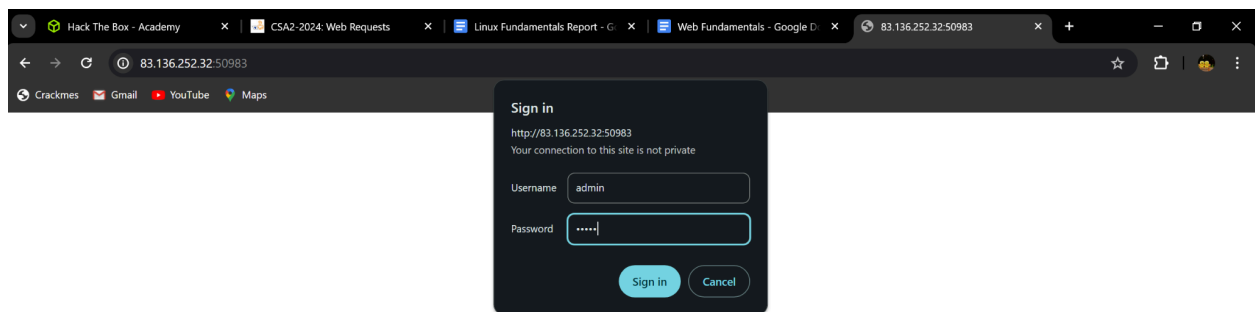 Hack The Box - Academy
CSA2-2024: Web Requests
Linux Fundamentals Report - G
Web Fundamentals - Google D
83.136.252.32:50983
83.136.252.32:50983
Crackmes Gmail YouTube Maps
Sign in
http://83.136.252.32:50983
Your connection to this site is not private
Username admin
Password •••••
Sign in Cancel